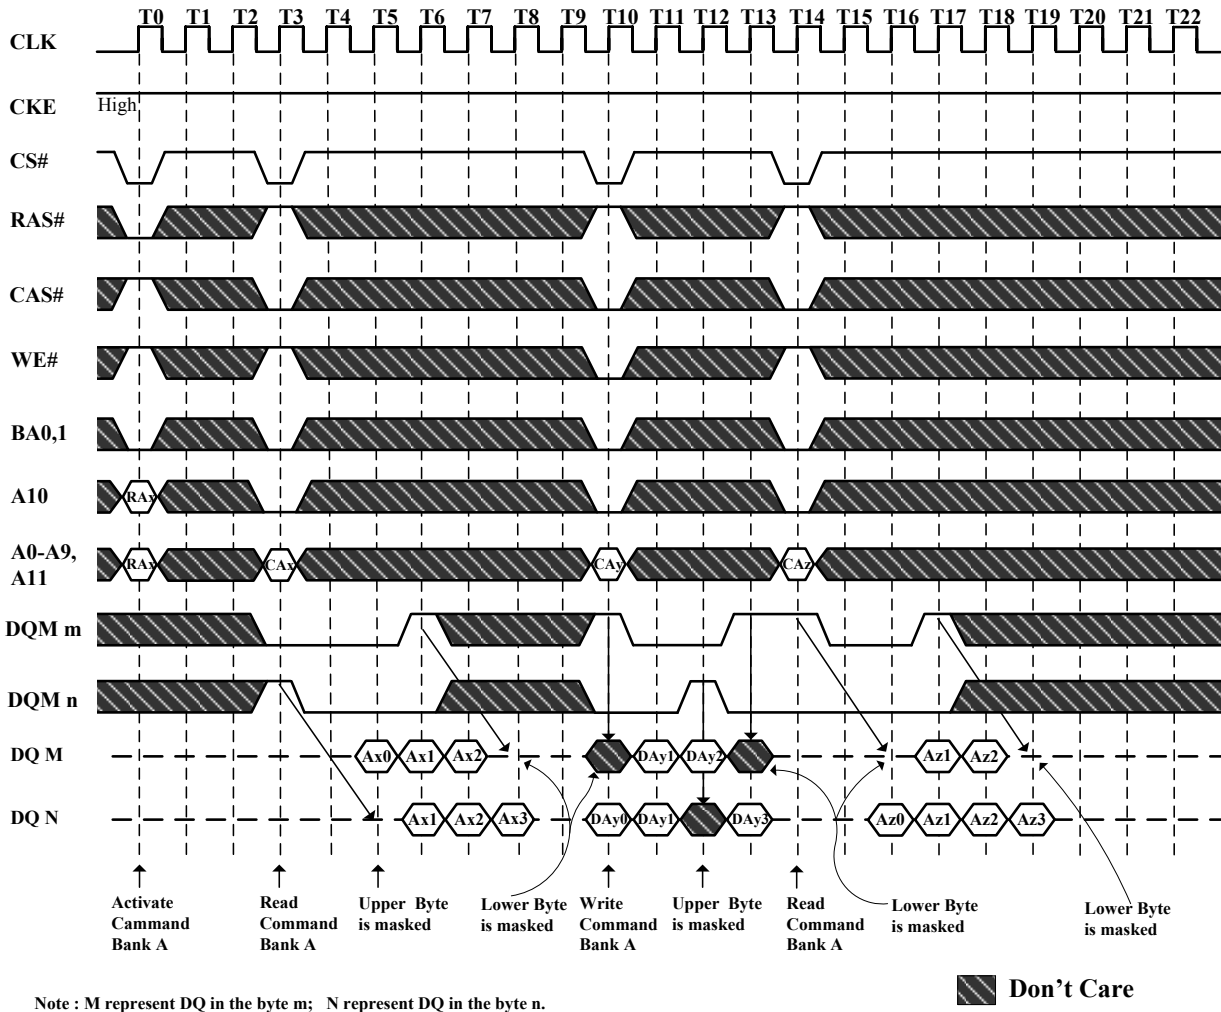 T0 T1 T2 T3 T4 T5 T6 T7 T8 T9 T10 T11 T12 T13 T14 T15 T16 T17 T18 T19 T20 T21 T22
CLK
CKE High
CS#
RAS#
CAS#
WE#
BA0,1
A10 RAx
A0-A9,
A11 RAx CAx CAy CAz
DQM m
DQM n
DQ M Ax0 Ax1 Ax2 DAy1 DAy2 Az1 Az2
DQ N Ax1 Ax2 Ax3 DAy0 DAy1 DAy3 Az0 Az1 Az2 Az3
Activate
Cammand
Bank A
Read
Command
Bank A
Upper Byte
is masked
Lower Byte
is masked
Write
Command
Bank A
Upper Byte
is masked
Read
Command
Bank A
Lower Byte
is masked
Lower Byte
is masked
Don't Care
Note : M represent DQ in the byte m; N represent DQ in the byte n.